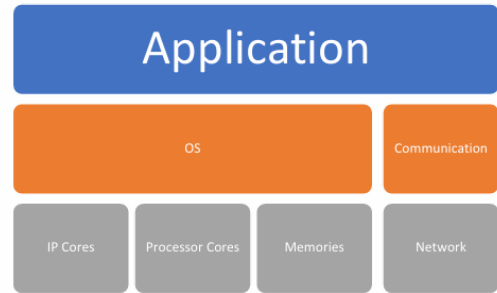 Application
OS
Communication
IP Cores
Processor Cores
Memories
Network